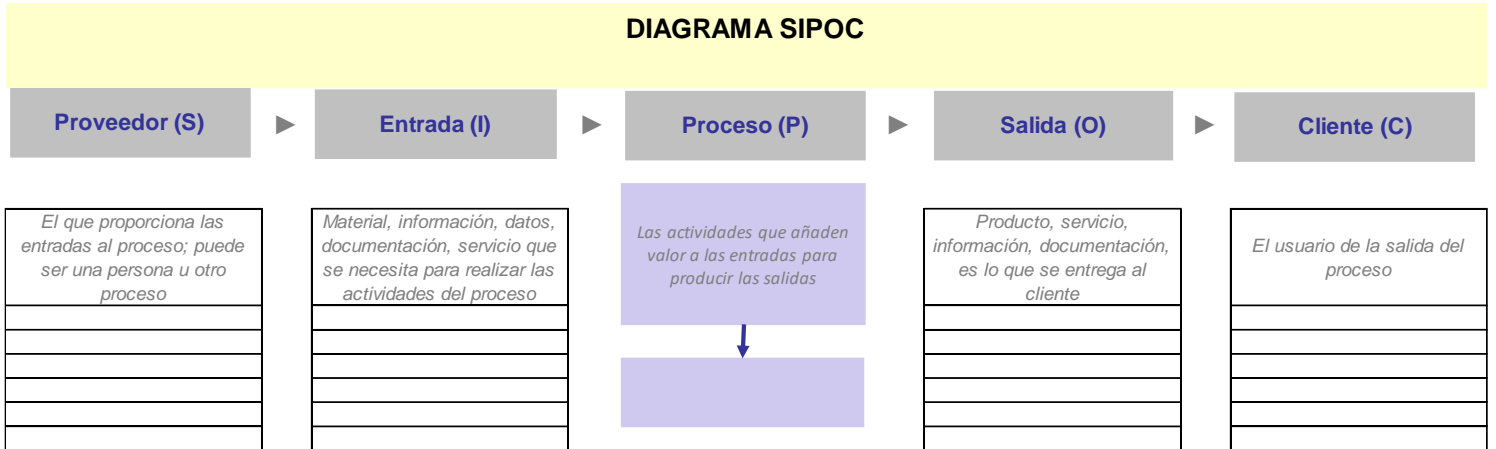 DIAGRAMA SIPOC
Proveedor (S)
Entrada (I)
Proceso (P)
Salida (O)
Cliente (C)
El que proporciona las
entradas al proceso; puede
ser una persona u otro
proceso
Material, información, datos,
documentación, servicio que
se necesita para realizar las
actividades del proceso
Las actividades que añaden
valor a las entradas para
producir las salidas
Producto, servicio,
información, documentación,
es lo que se entrega al
cliente
El usuario de la salida del
proceso